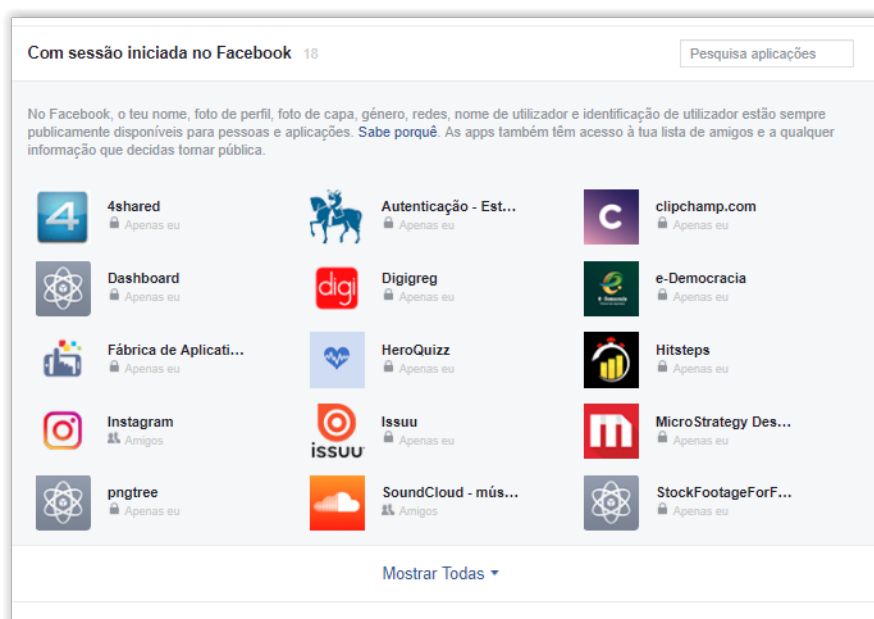 Com sessão iniciada no Facebook 18
Pesquisa aplicações
No Facebook, o teu nome, foto de perfil, foto de capa, género, redes, nome de utilizador e identificação de utilizador estão sempre
publicamente disponíveis para pessoas e aplicações. Sabe porquê. As apps também têm acesso à tua lista de amigos e a qualquer
informação que decidas tornar pública.
4
4shared
Apenas eu
Autenticação - Est...
Apenas eu
C
clipchamp.com
Apenas eu
Dashboard
Apenas eu
digi
Digigreg
Apenas eu
e-Democracia
e-Democracia
Apenas eu
Fábrica de Aplicati...
Apenas eu
HeroQuizz
Apenas eu
Hitsteps
Apenas eu
Instagram
Amigos
issuu
Issuu
Apenas eu
MicroStrategy Des...
Apenas eu
pngtree
Apenas eu
SoundCloud - mús...
Amigos
StockFootageForF...
Apenas eu
Mostrar Todas